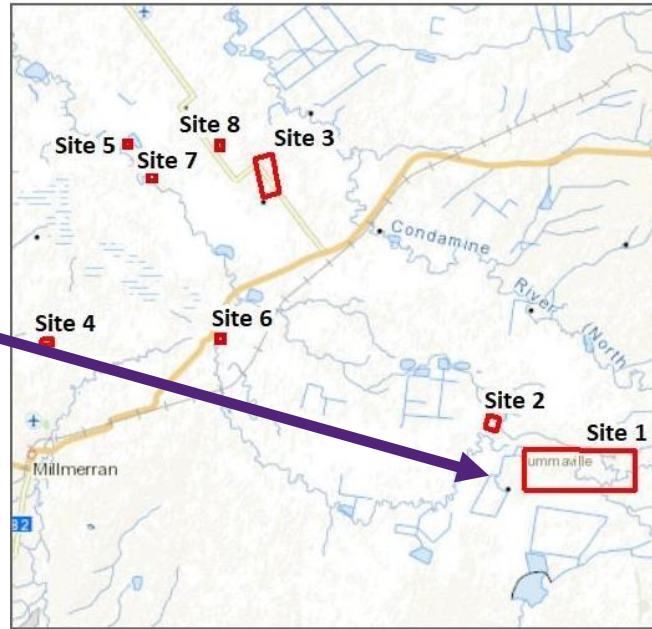 Site 8
Site 3
Site 5
Site 7
Condamine
River
(North
Site 4
Site 6
Site 2
Site 1
ummaville
Millmerran
82